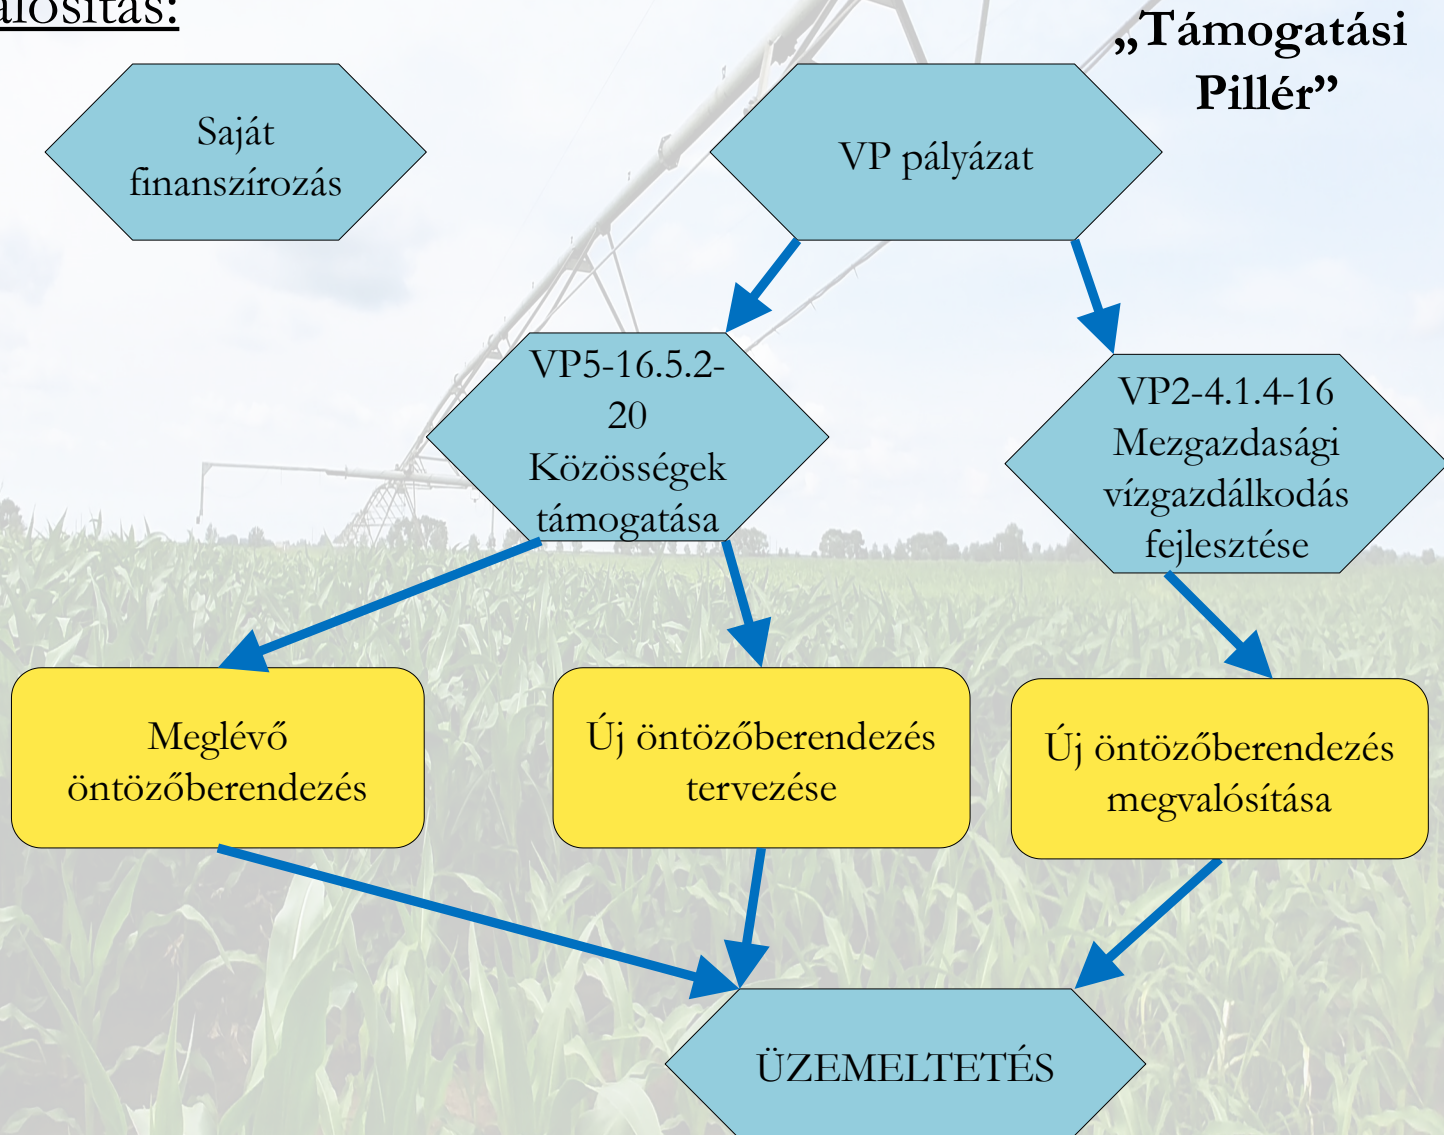 „Támogatási
Pillér”
Saját
finanszírozás
VP pályázat
VP5-16.5.2-
20
Közösségek
támogatása
VP2-4.1.4-16
Mezgazdasági
vízgazdálkodás
fejlesztése
Meglévő
öntözőberendezés
Új öntözőberendezés
tervezése
Új öntözőberendezés
megvalósítása
ÜZEMELTETÉS